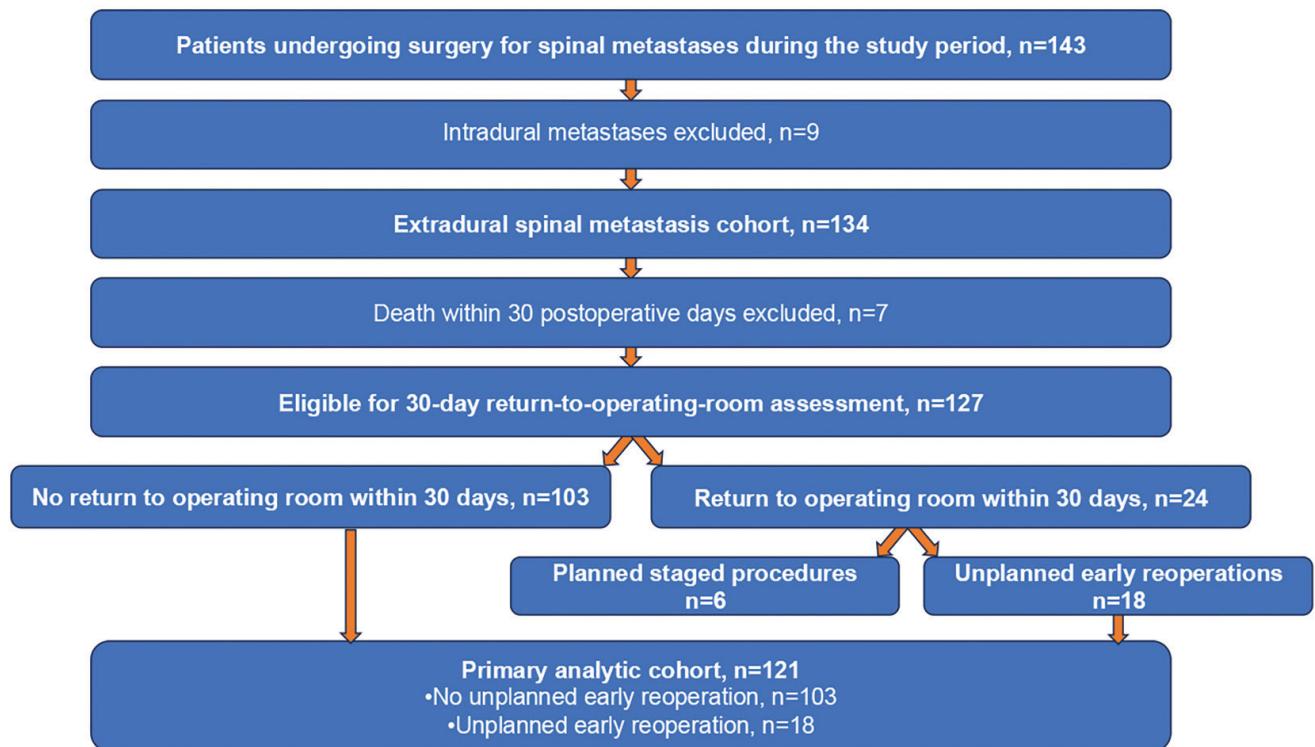 Patients undergoing surgery for spinal metastases during the study period, n=143
Intradural metastases excluded, n=9
Extradural spinal metastasis cohort, n=134
Death within 30 postoperative days excluded, n=7
Eligible for 30-day return-to-operating-room assessment, n=127
No return to operating room within 30 days, n=103
Return to operating room within 30 days, n=24
Planned staged procedures
n=6
Unplanned early reoperations
n=18
Primary analytic cohort, n=121
•No unplanned early reoperation, n=103
•Unplanned early reoperation, n=18